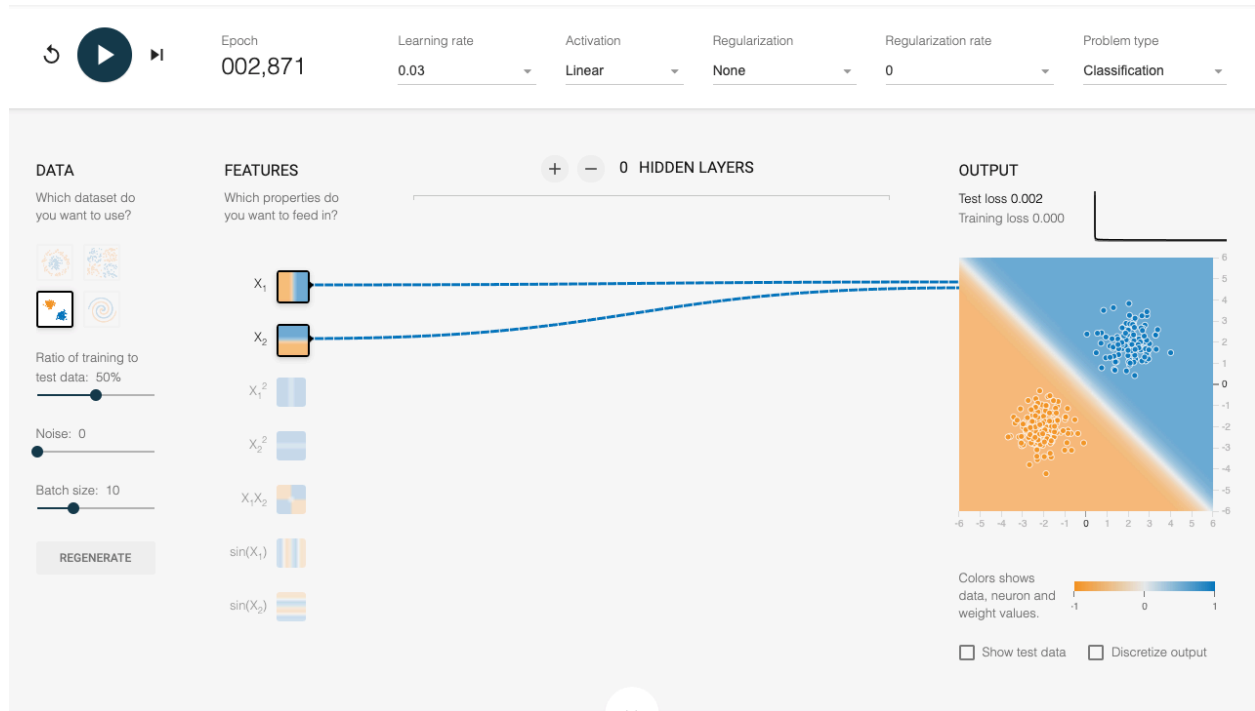 Epoch
002,871
Learning rate
0.03
Activation
Linear
Regularization
None
Regularization rate
0
Problem type
Classification
DATA
Which dataset do
you want to use?
Ratio of training to
test data: 50%
Noise: 0
Batch size: 10
REGENERATE
FEATURES
Which properties do
you want to feed in?
X₁
X₂
X₁²
X₂²
X₁X₂
sin(X₁)
sin(X₂)
+ − 0 HIDDEN LAYERS
OUTPUT
Test loss 0.002
Training loss 0.000
6
5
4
3
2
1
0
-1
-2
-3
-4
-5
-6
-6 -5 -4 -3 -2 -1 0 1 2 3 4 5 6
Colors shows
data, neuron and
weight values.
-1 0 1
Show test data
Discretize output